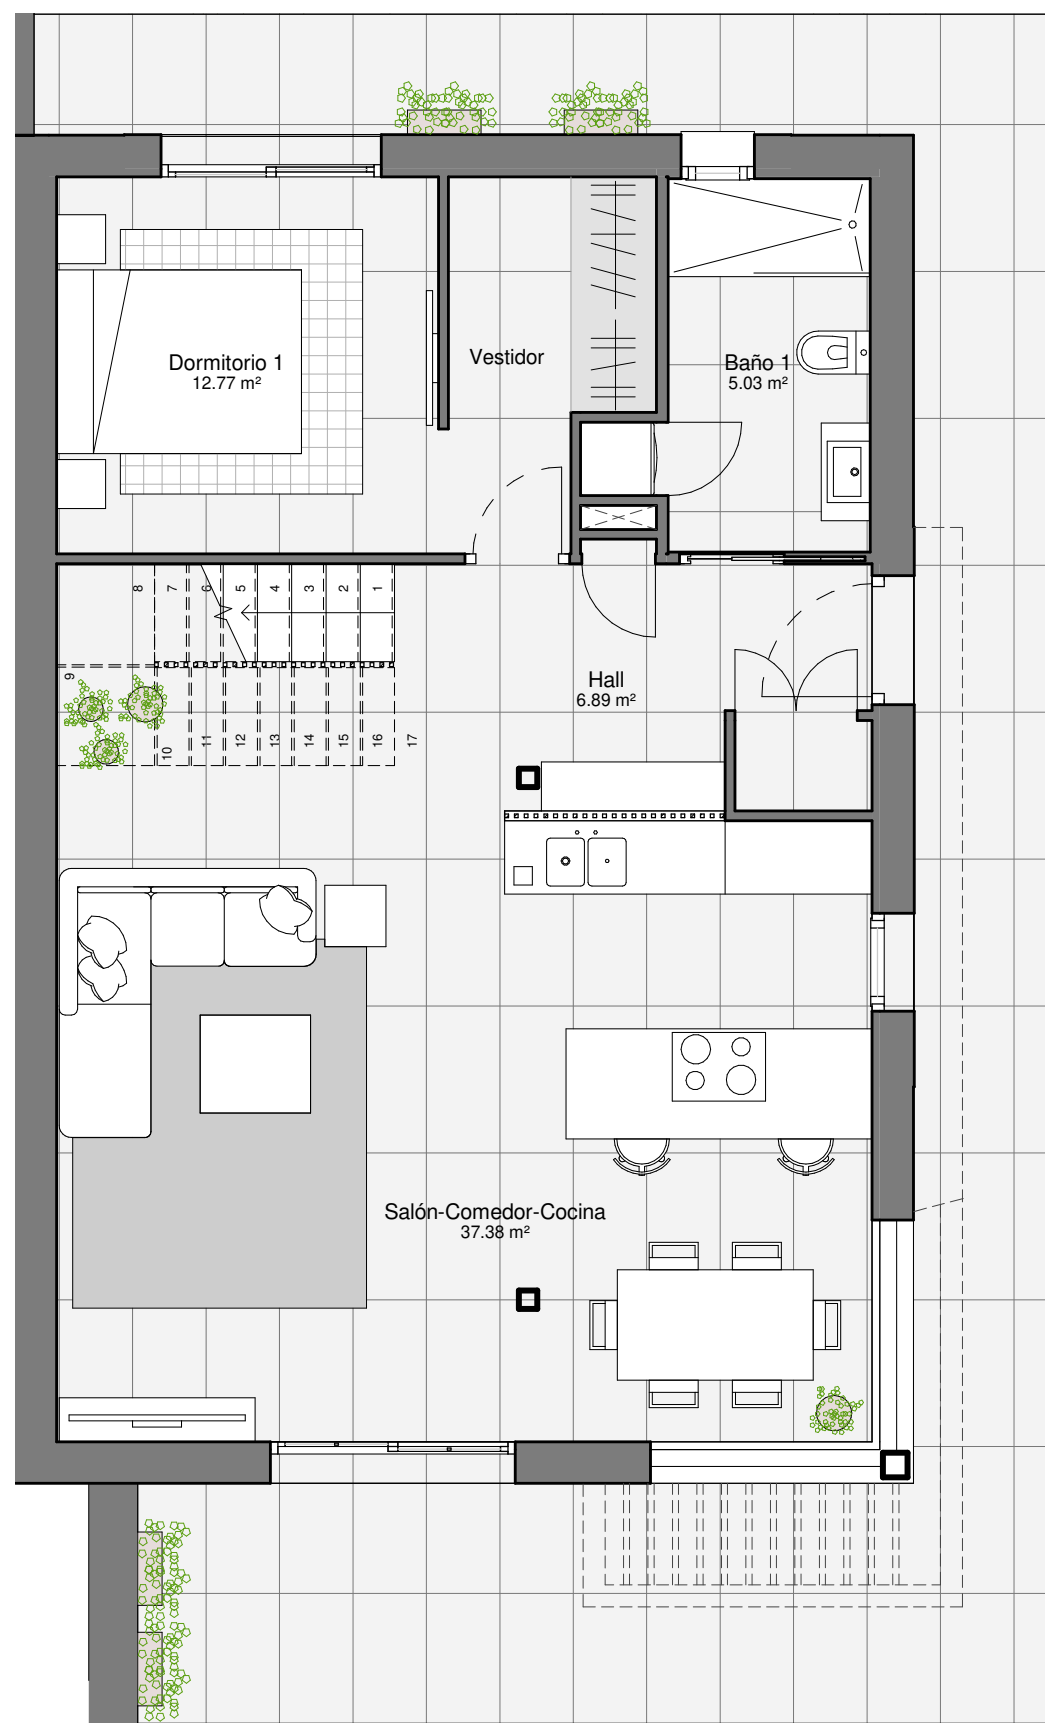 Dormitorio 1
12.77 m²
Vestidor
Baño 1
5.03 m²
8
7
6
5
4
3
2
1
9
10
11
12
13
14
15
16
17
Hall
6.89 m²
Salón-Comedor-Cocina
37.38 m²